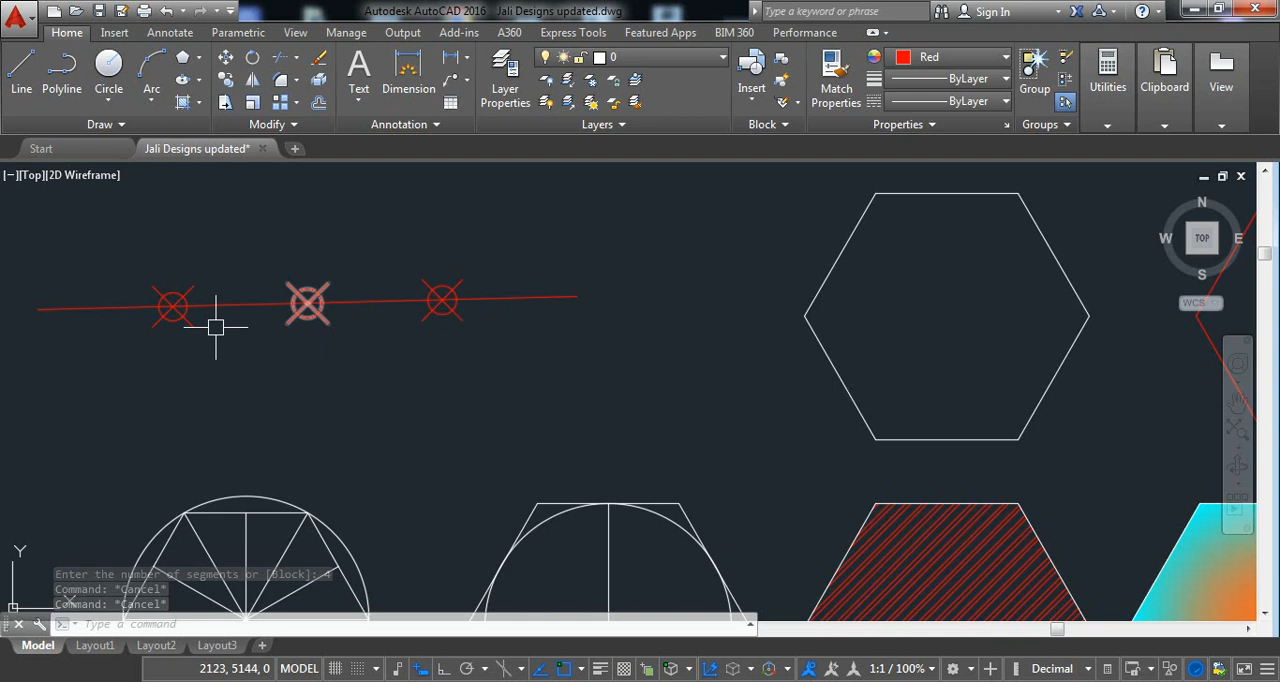 Autodesk AutoCAD 2016 Jali Designs updated.dwg
Type a keyword or phrase
Sign In
Home Insert Annotate Parametric View Manage Output Add-ins A360 Express Tools Featured Apps BIM 360 Performance
Line Polyline Circle Arc
Text Dimension
Layer Properties
0
Insert
Match Properties
Red
ByLayer
ByLayer
Group
Utilities
Clipboard
View
Draw Modify Annotation Layers Block Properties Groups
Start Jali Designs updated*
[−][Top][2D Wireframe]
N
W TOP E
S
WCS
Y
X
Enter the number of segments or [Block]: 4
Command: *Cancel*
Command: *Cancel*
Type a command
Model Layout1 Layout2 Layout3
2123, 5144, 0 MODEL 1:1 / 100% Decimal